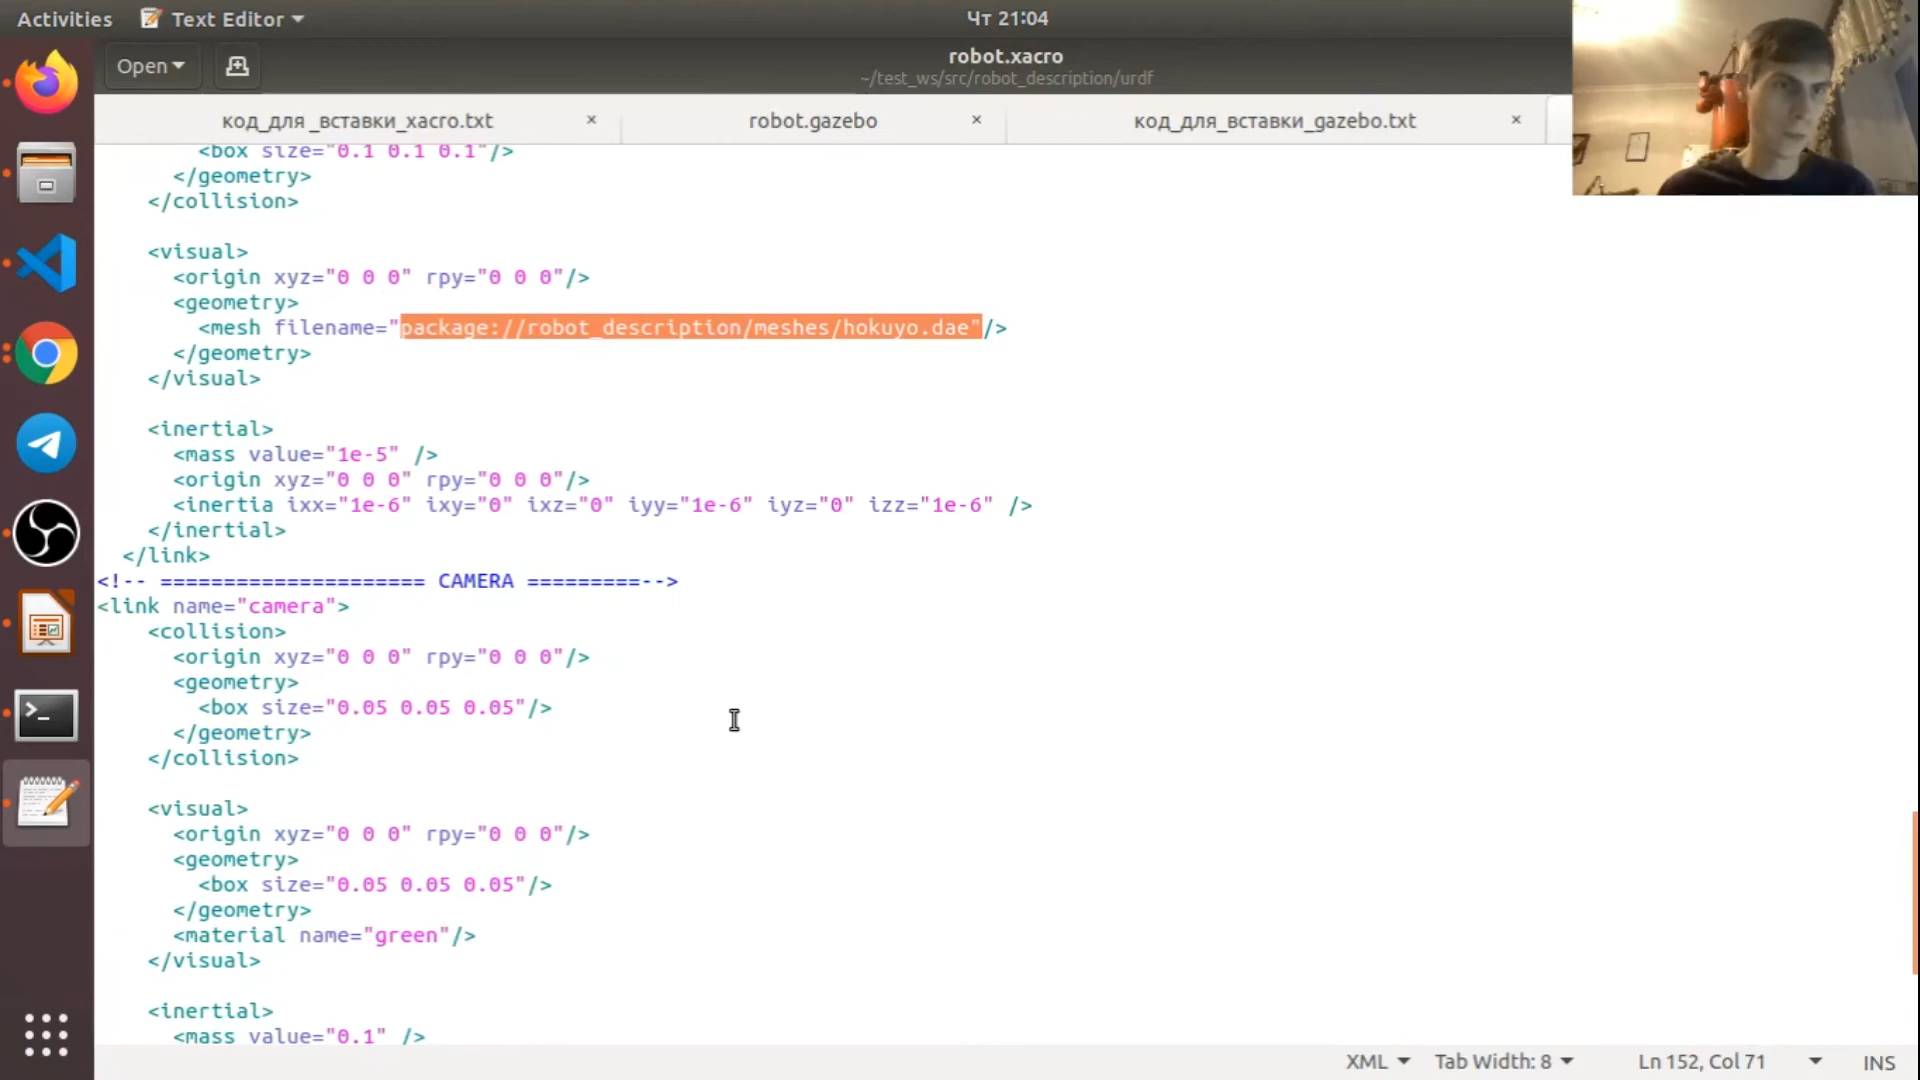 Activities Text Editor Чт 21:04
Open robot.xacro
~/test_ws/src/robot_description/urdf
код_для _вставки_xacro.txt × robot.gazebo × код_для_вставки_gazebo.txt ×
<box size="0.1 0.1 0.1"/>
</geometry>
</collision>
<visual>
<origin xyz="0 0 0" rpy="0 0 0"/>
<geometry>
<mesh filename="package://robot_description/meshes/hokuyo.dae"/>
</geometry>
</visual>
<inertial>
<mass value="1e-5" />
<origin xyz="0 0 0" rpy="0 0 0"/>
<inertia ixx="1e-6" ixy="0" ixz="0" iyy="1e-6" iyz="0" izz="1e-6" />
</inertial>
</link>
<!-- ===================== CAMERA =========-->
<link name="camera">
<collision>
<origin xyz="0 0 0" rpy="0 0 0"/>
<geometry>
<box size="0.05 0.05 0.05"/>
</geometry>
</collision>
<visual>
<origin xyz="0 0 0" rpy="0 0 0"/>
<geometry>
<box size="0.05 0.05 0.05"/>
</geometry>
<material name="green"/>
</visual>
<inertial>
<mass value="0.1" />
XML Tab Width: 8 Ln 152, Col 71 INS